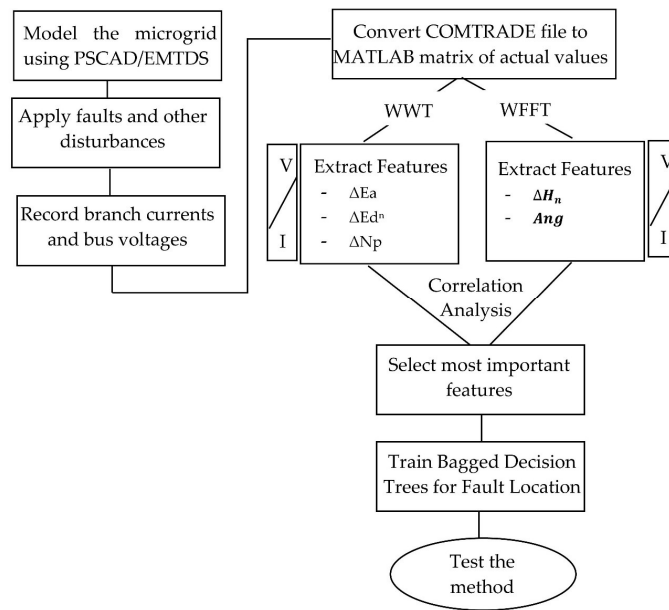 Model the microgrid
using PSCAD/EMTDS
Apply faults and other
disturbances
Record branch currents
and bus voltages
Convert COMTRADE file to
MATLAB matrix of actual values
WWT
WFFT
V
I
Extract Features
- ΔEa
- ΔEdⁿ
- ΔNp
Extract Features
- ΔHₙ
- Ang
V
I
Correlation
Analysis
Select most important
features
Train Bagged Decision
Trees for Fault Location
Test the
method